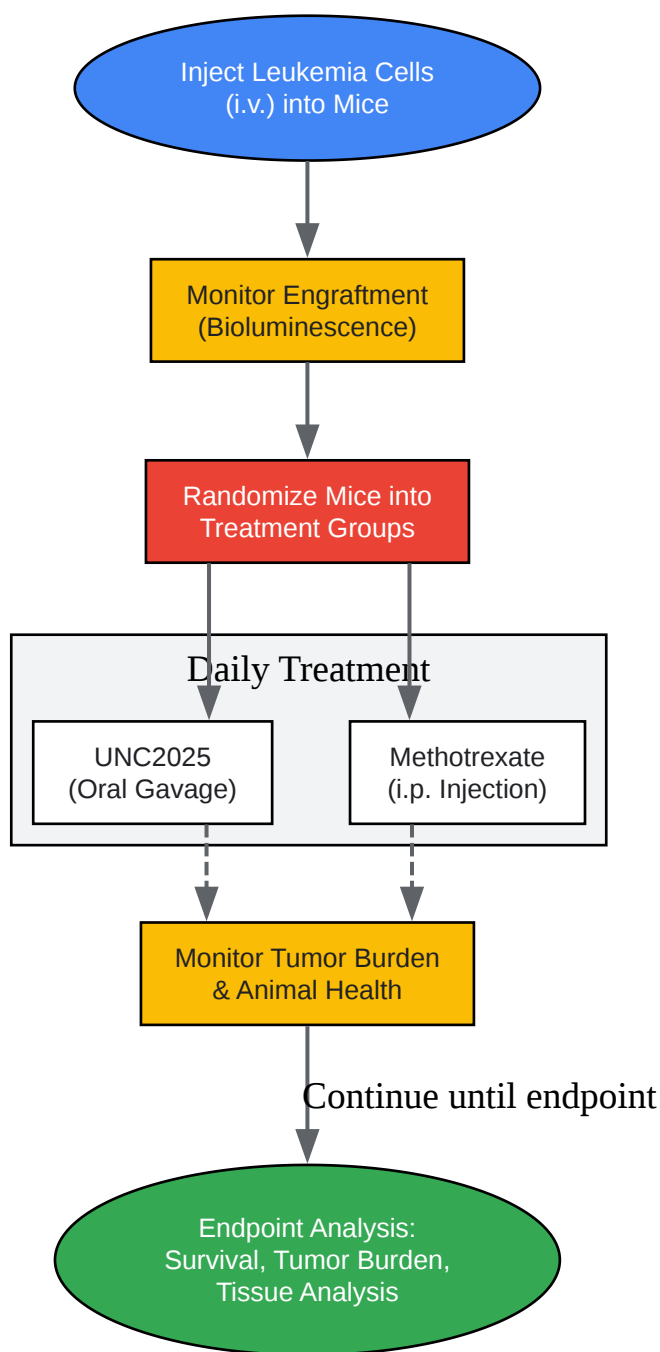 Inject Leukemia Cells
(i.v.) into Mice
Monitor Engraftment
(Bioluminescence)
Randomize Mice into
Treatment Groups
Daily Treatment
UNC2025
(Oral Gavage)
Methotrexate
(i.p. Injection)
Monitor Tumor Burden
& Animal Health
Continue until endpoint
Endpoint Analysis:
Survival, Tumor Burden,
Tissue Analysis